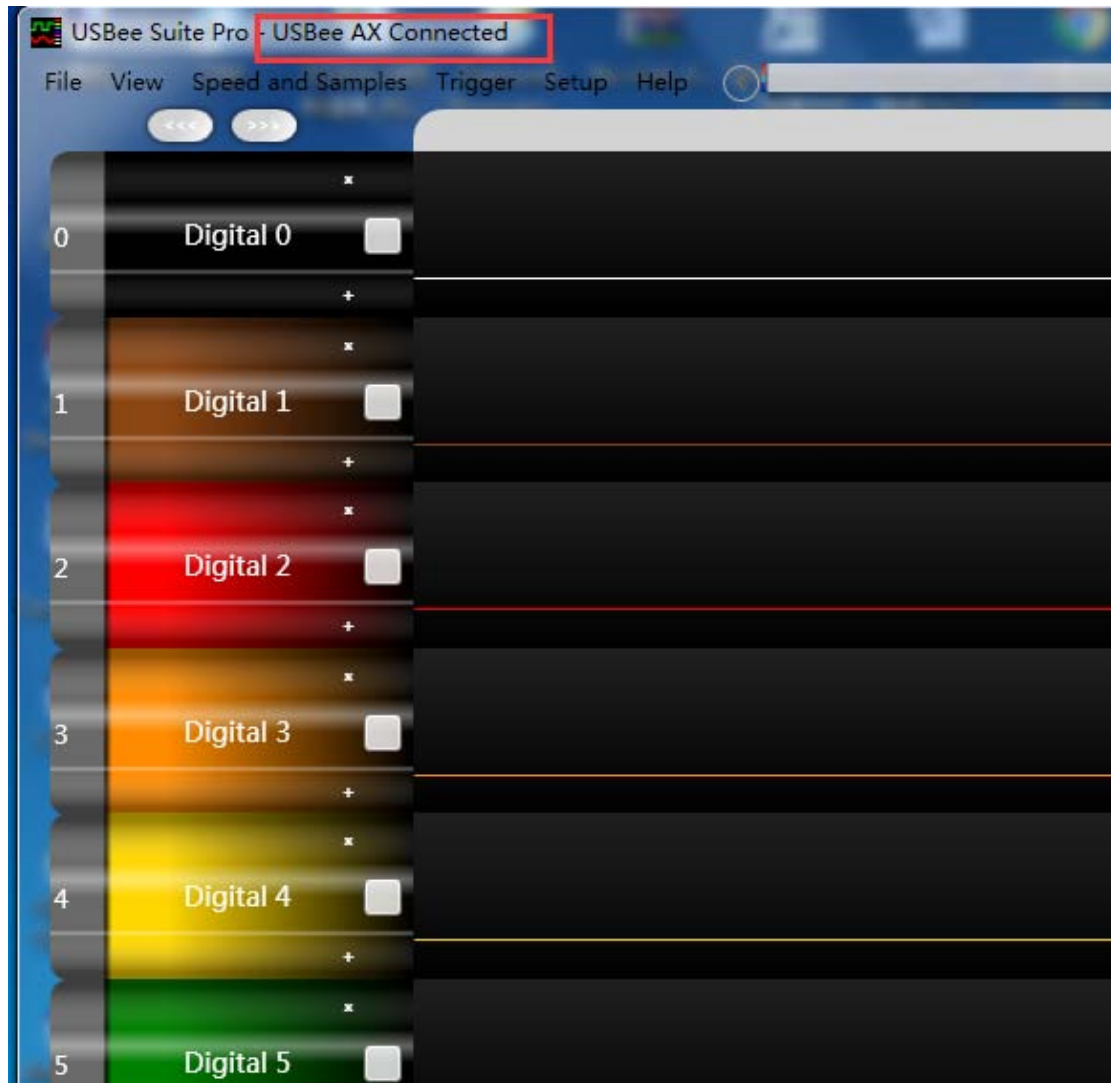 USBee Suite Pro - USBee AX Connected
File View Speed and Samples Trigger Setup Help
<<< >>>
x
0 Digital 0
+
x
1 Digital 1
+
x
2 Digital 2
+
x
3 Digital 3
+
x
4 Digital 4
+
x
5 Digital 5